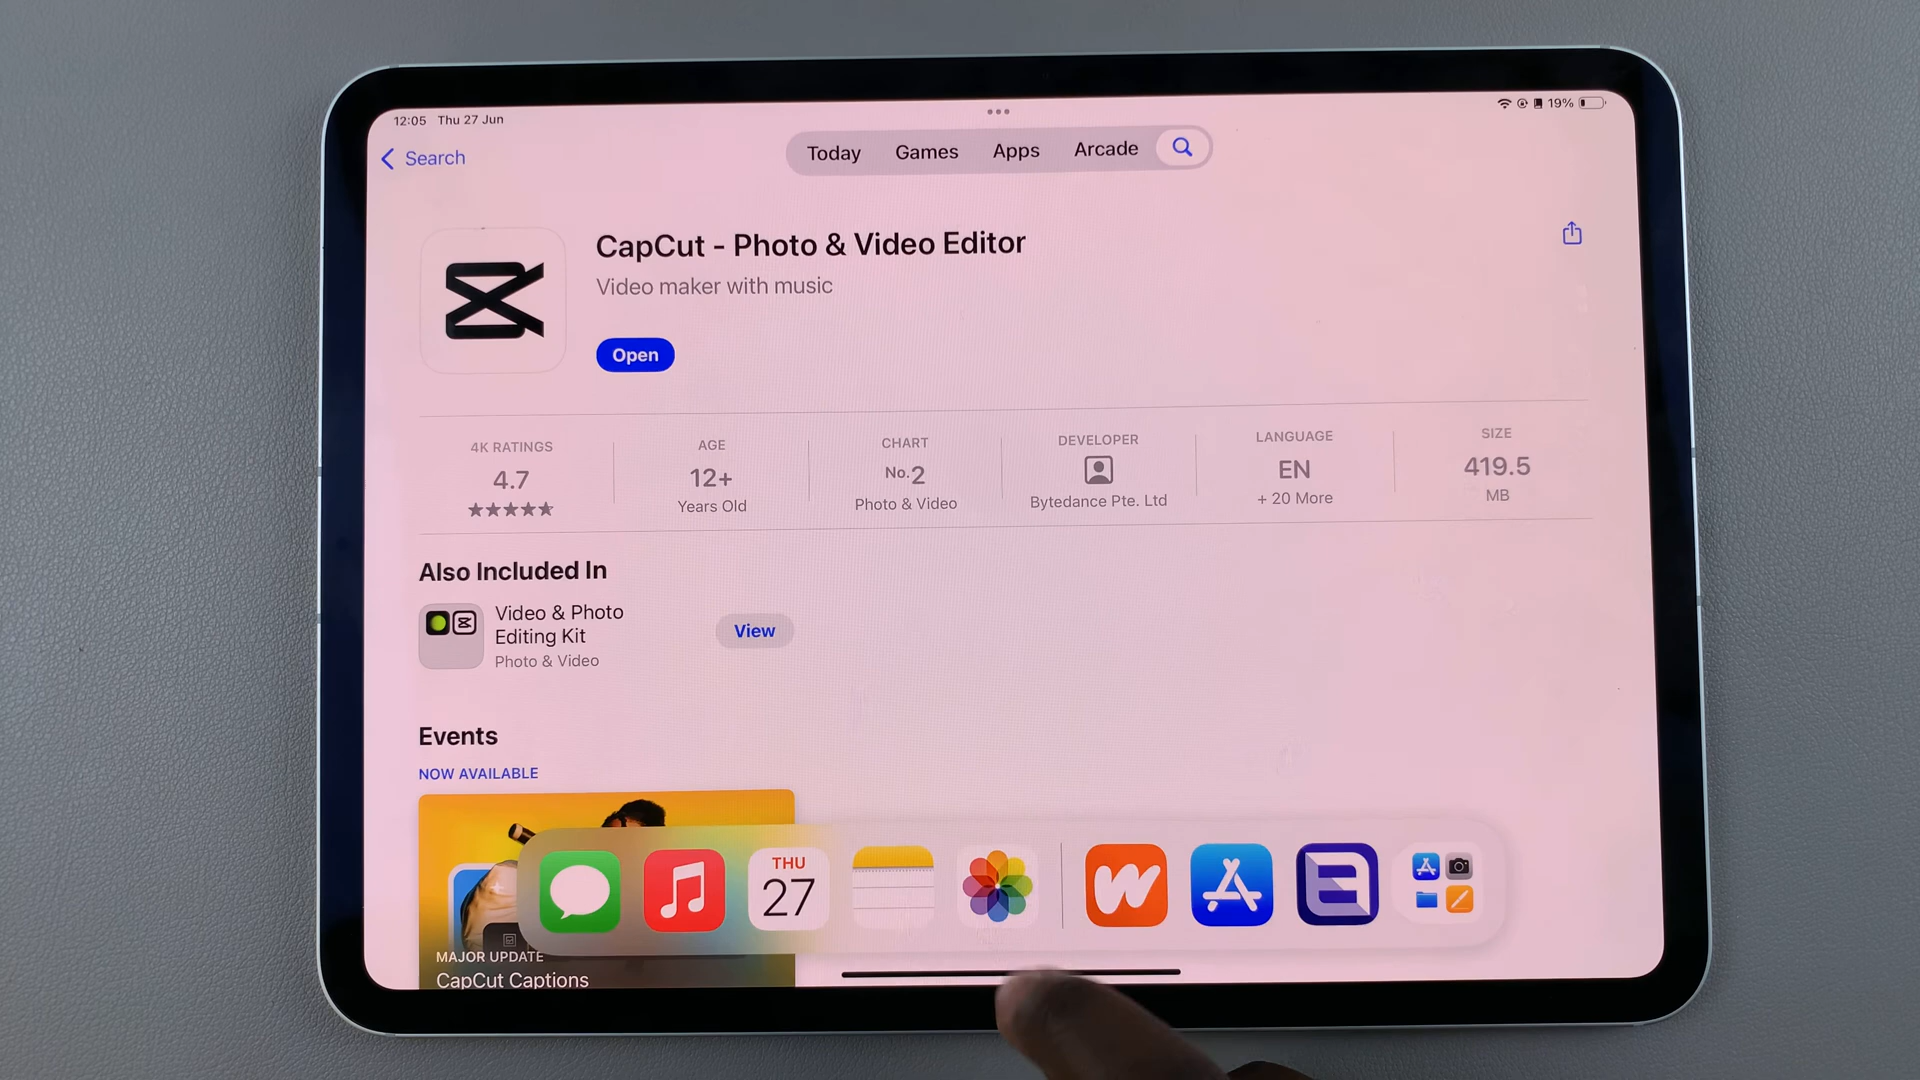 12:05 Thu 27 Jun
19%
Search
Today Games Apps Arcade
CapCut - Photo & Video Editor
Video maker with music
Open
4K RATINGS
4.7
★★★★★
AGE
12+
Years Old
CHART
No.2
Photo & Video
DEVELOPER
Bytedance Pte. Ltd
LANGUAGE
EN
+ 20 More
SIZE
419.5
MB
Also Included In
Video & Photo
Editing Kit
Photo & Video
View
Events
NOW AVAILABLE
THU
27
MAJOR UPDATE
CapCut Captions